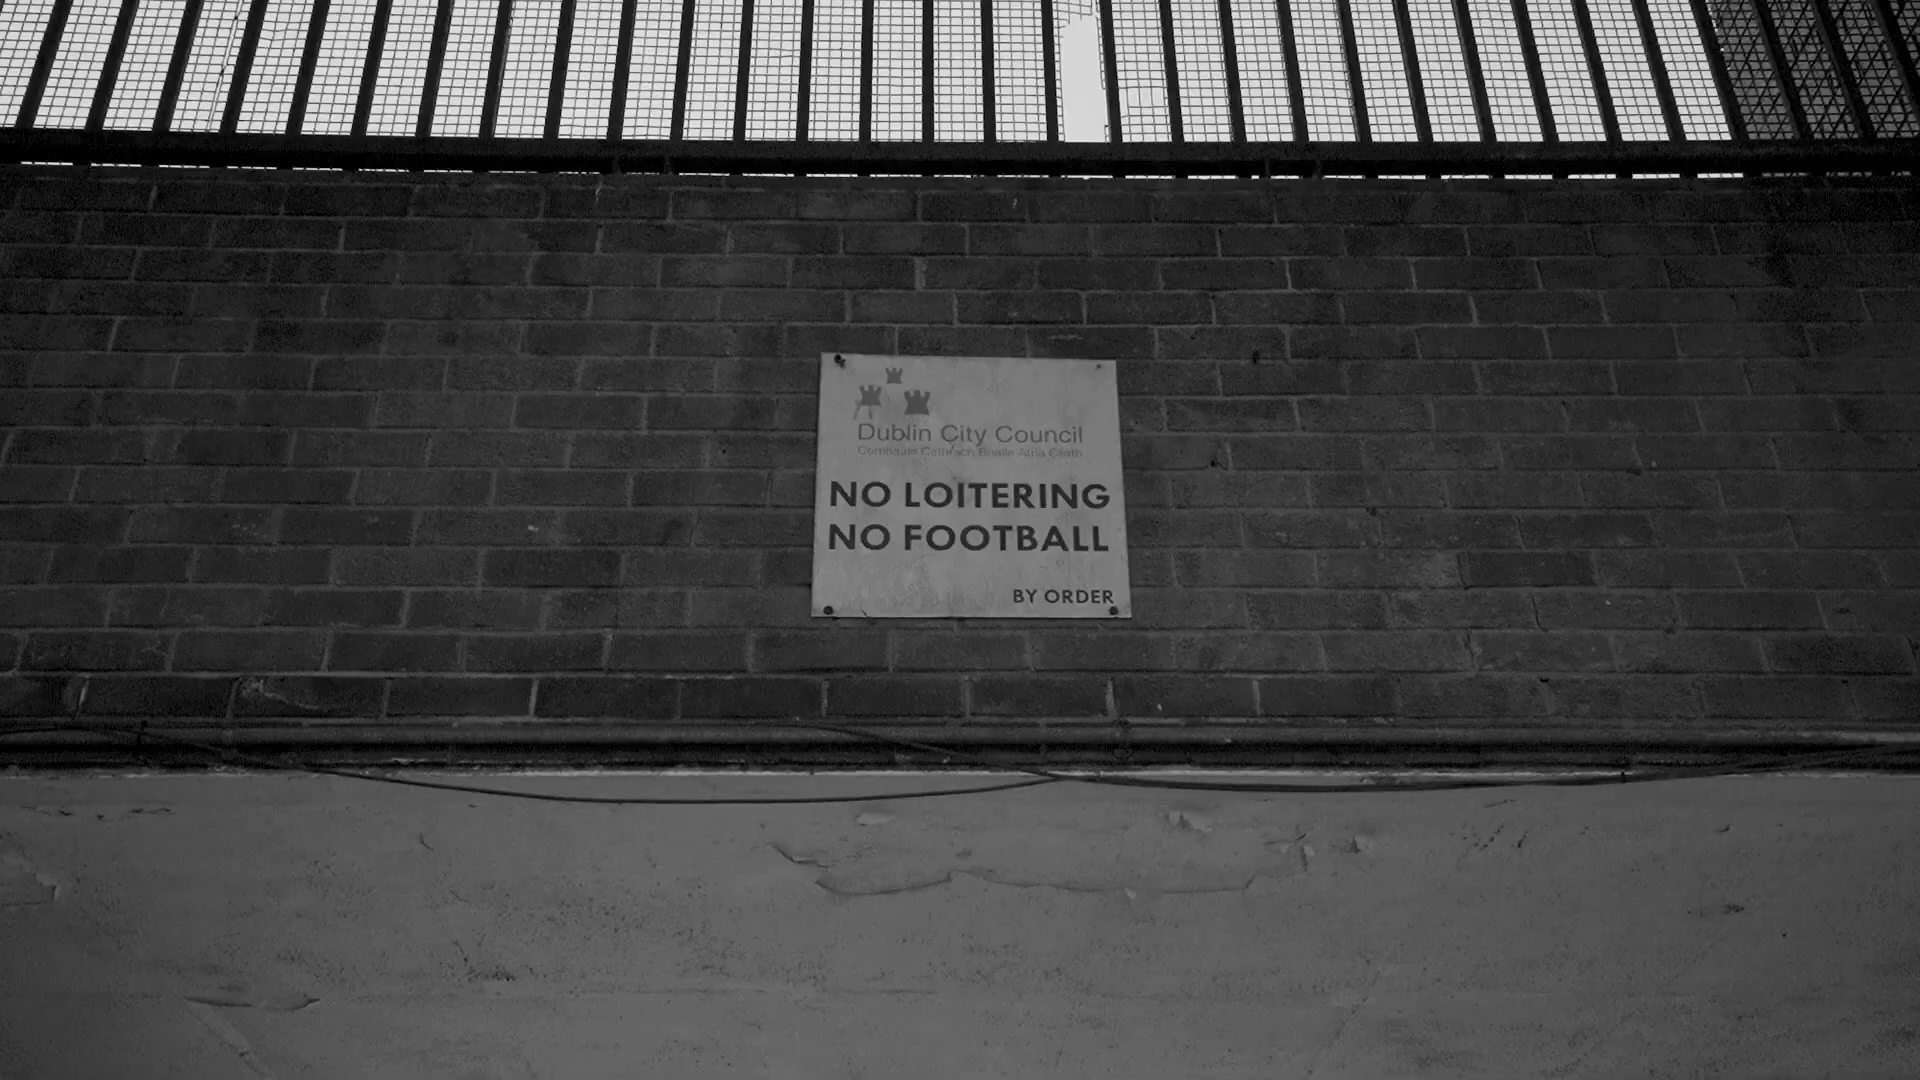 Dublin City Council
Comhairle Cathrach Bhaile Átha Cliath
NO LOITERING
NO FOOTBALL
BY ORDER